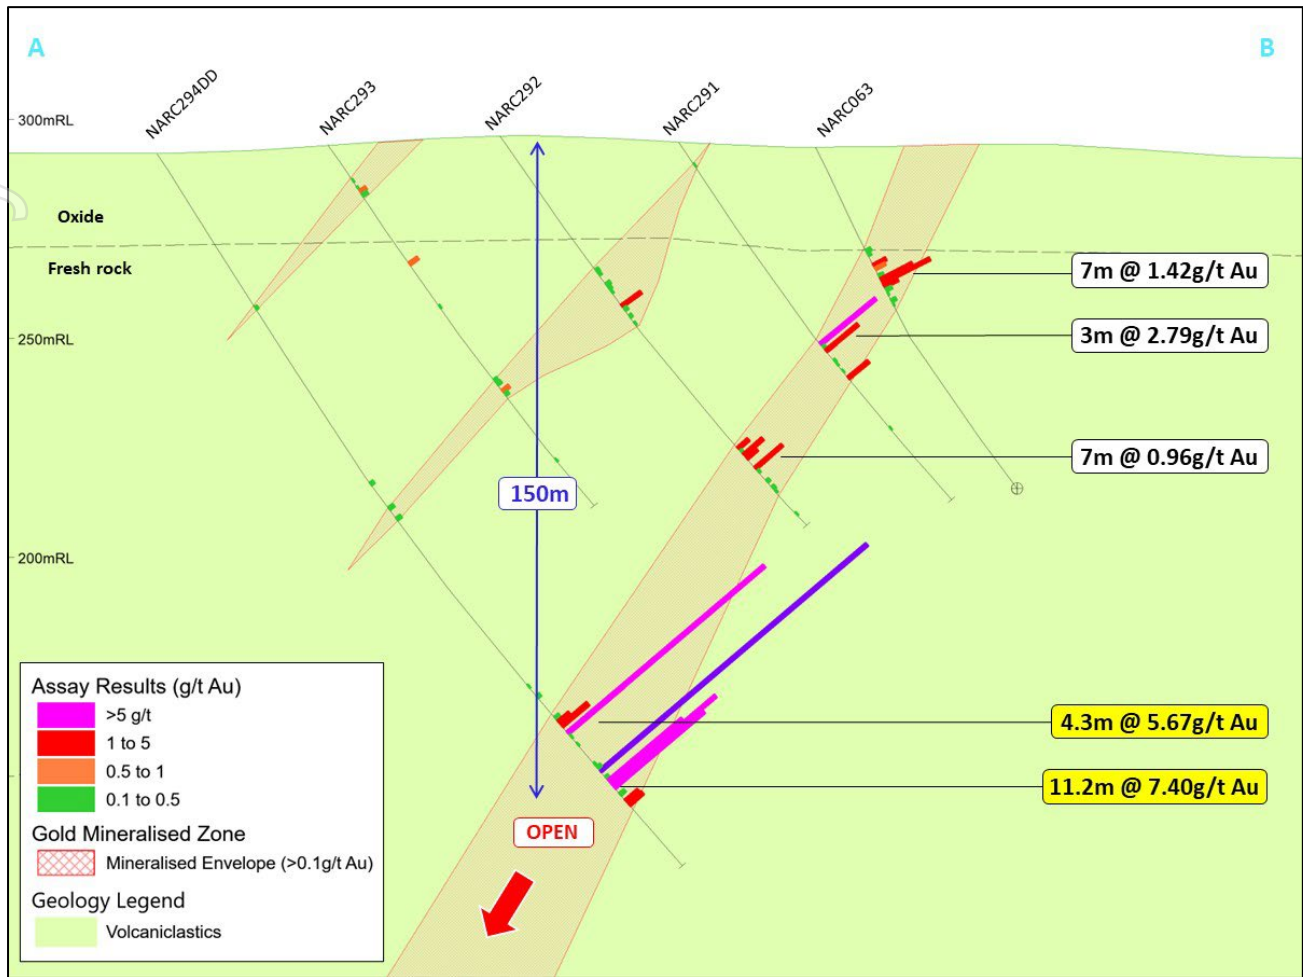 A
B
NARC294DD
NARC293
NARC292
NARC291
NARC063
300mRL
Oxide
Fresh rock
7m @ 1.42g/t Au
3m @ 2.79g/t Au
250mRL
7m @ 0.96g/t Au
150m
200mRL
4.3m @ 5.67g/t Au
11.2m @ 7.40g/t Au
OPEN
Assay Results (g/t Au)
>5 g/t
1 to 5
0.5 to 1
0.1 to 0.5
Gold Mineralised Zone
Mineralised Envelope (>0.1g/t Au)
Geology Legend
Volcaniclastics